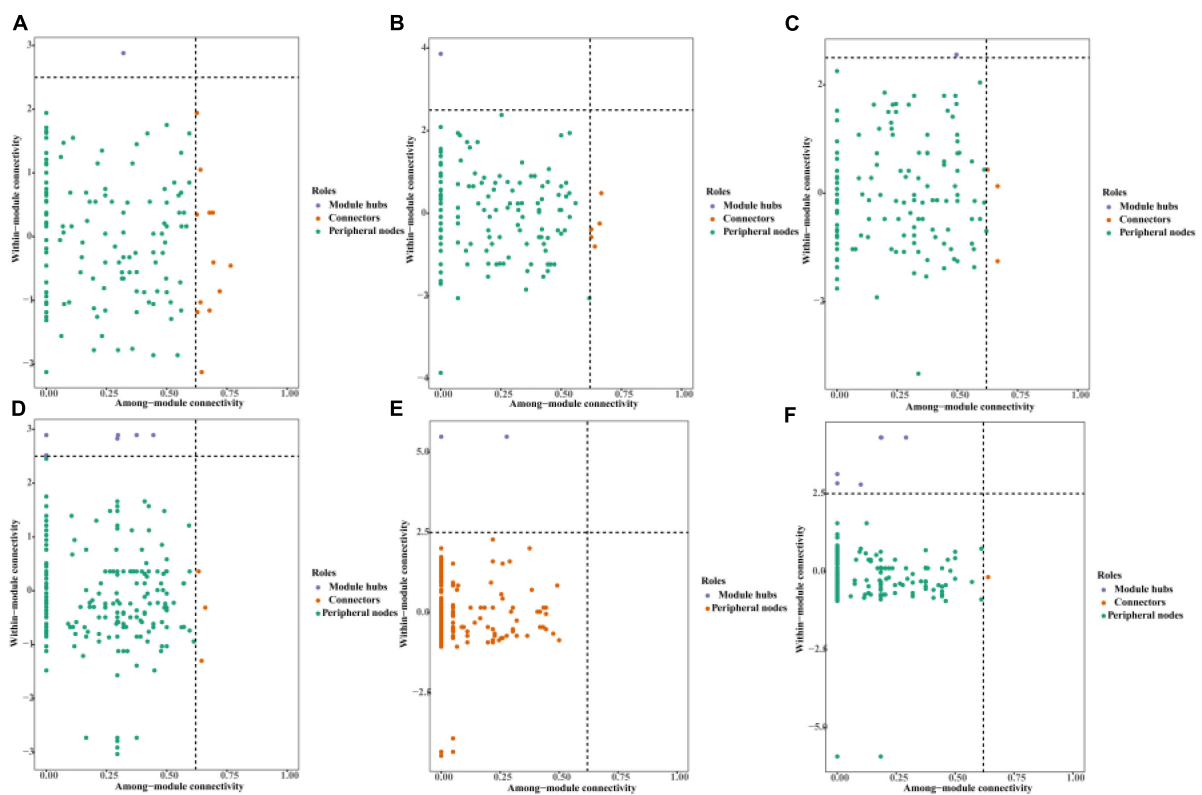 A
3
2
1
0
−1
−2
0.00 0.25 0.50 0.75 1.00
Within−module connectivity
Among−module connectivity
Roles
Module hubs
Connectors
Peripheral nodes
B
4
2
0
−2
−4
0.00 0.25 0.50 0.75 1.00
Within−module connectivity
Among−module connectivity
Roles
Module hubs
Connectors
Peripheral nodes
C
2
0
−2
0.00 0.25 0.50 0.75 1.00
Within−module connectivity
Among−module connectivity
Roles
Module hubs
Connectors
Peripheral nodes
D
3
2
1
0
−1
−2
−3
0.00 0.25 0.50 0.75 1.00
Within−module connectivity
Among−module connectivity
Roles
Module hubs
Connectors
Peripheral nodes
E
5.0
2.5
0.0
−2.5
0.00 0.25 0.50 0.75 1.00
Within−module connectivity
Among−module connectivity
Roles
Module hubs
Peripheral nodes
F
2.5
0.0
−2.5
−5.0
0.00 0.25 0.50 0.75 1.00
Within−module connectivity
Among−module connectivity
Roles
Module hubs
Connectors
Peripheral nodes